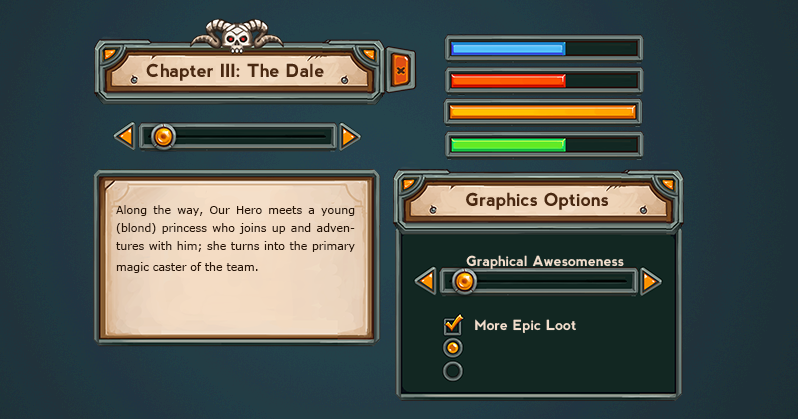 Chapter III: The Dale
Along the way, Our Hero meets a young
(blond) princess who joins up and adven-
tures with him; she turns into the primary
magic caster of the team.
Graphics Options
Graphical Awesomeness
More Epic Loot